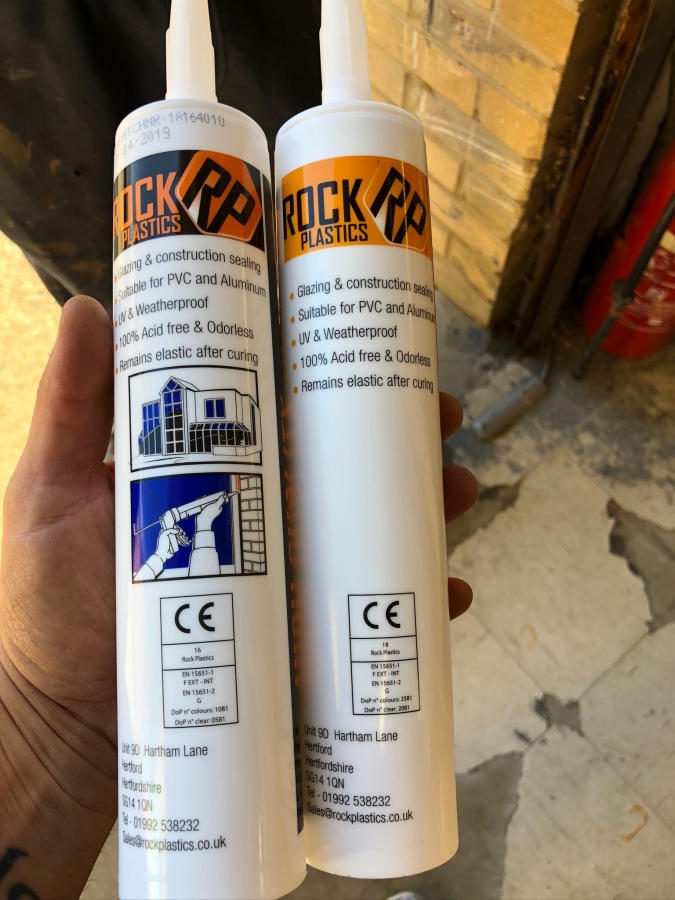 18164010
04/2019
ROCK RP
PLASTICS
Glazing & construction sealing
Suitable for PVC and Aluminum
UV & Weatherproof
100% Acid free & Odorless
Remains elastic after curing
CE
16
Rock Plastics
EN 15651-1
F EXT - INT
EN 15651-2
G
DoP n° colours: 1081
DoP n° clear: 0581
Unit 9D Hartham Lane
Hertford
Hertfordshire
SG14 1QN
Tel - 01992 538232
Sales@rockplastics.co.uk
ROCK RP
PLASTICS
Glazing & construction sealing
Suitable for PVC and Aluminum
UV & Weatherproof
100% Acid free & Odorless
Remains elastic after curing
CE
18
Rock Plastics
EN 15651-1
F EXT - INT
EN 15651-2
G
DoP n° colours: 2581
DoP n° clear: 2081
Unit 9D Hartham Lane
Hertford
Hertfordshire
SG14 1QN
Tel - 01992 538232
Sales@rockplastics.co.uk